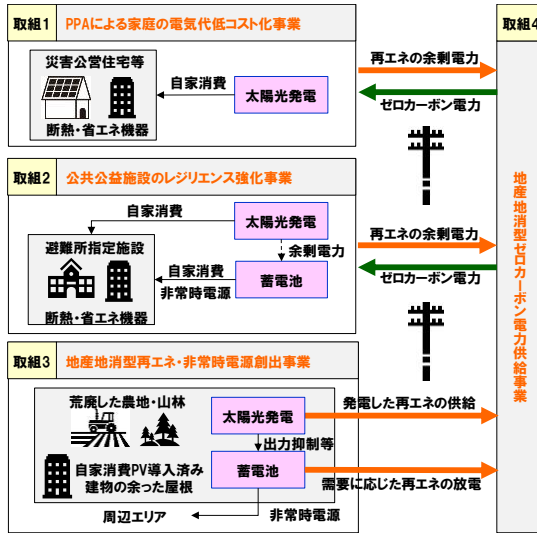 取組1
PPAによる家庭の電気代低コスト化事業
災害公営住宅等
断熱・省エネ機器
自家消費
太陽光発電
再エネの余剰電力
ゼロカーボン電力
取組2
公共公益施設のレジリエンス強化事業
自家消費
太陽光発電
余剰電力
避難所指定施設
自家消費
非常時電源
蓄電池
断熱・省エネ機器
再エネの余剰電力
ゼロカーボン電力
取組3
地産地消型再エネ・非常時電源創出事業
荒廃した農地・山林
太陽光発電
出力抑制等
自家消費PV導入済み
建物の余った屋根
蓄電池
周辺エリア
非常時電源
発電した再エネの供給
需要に応じた再エネの放電
取組4
地産地消型ゼロカーボン電力供給事業